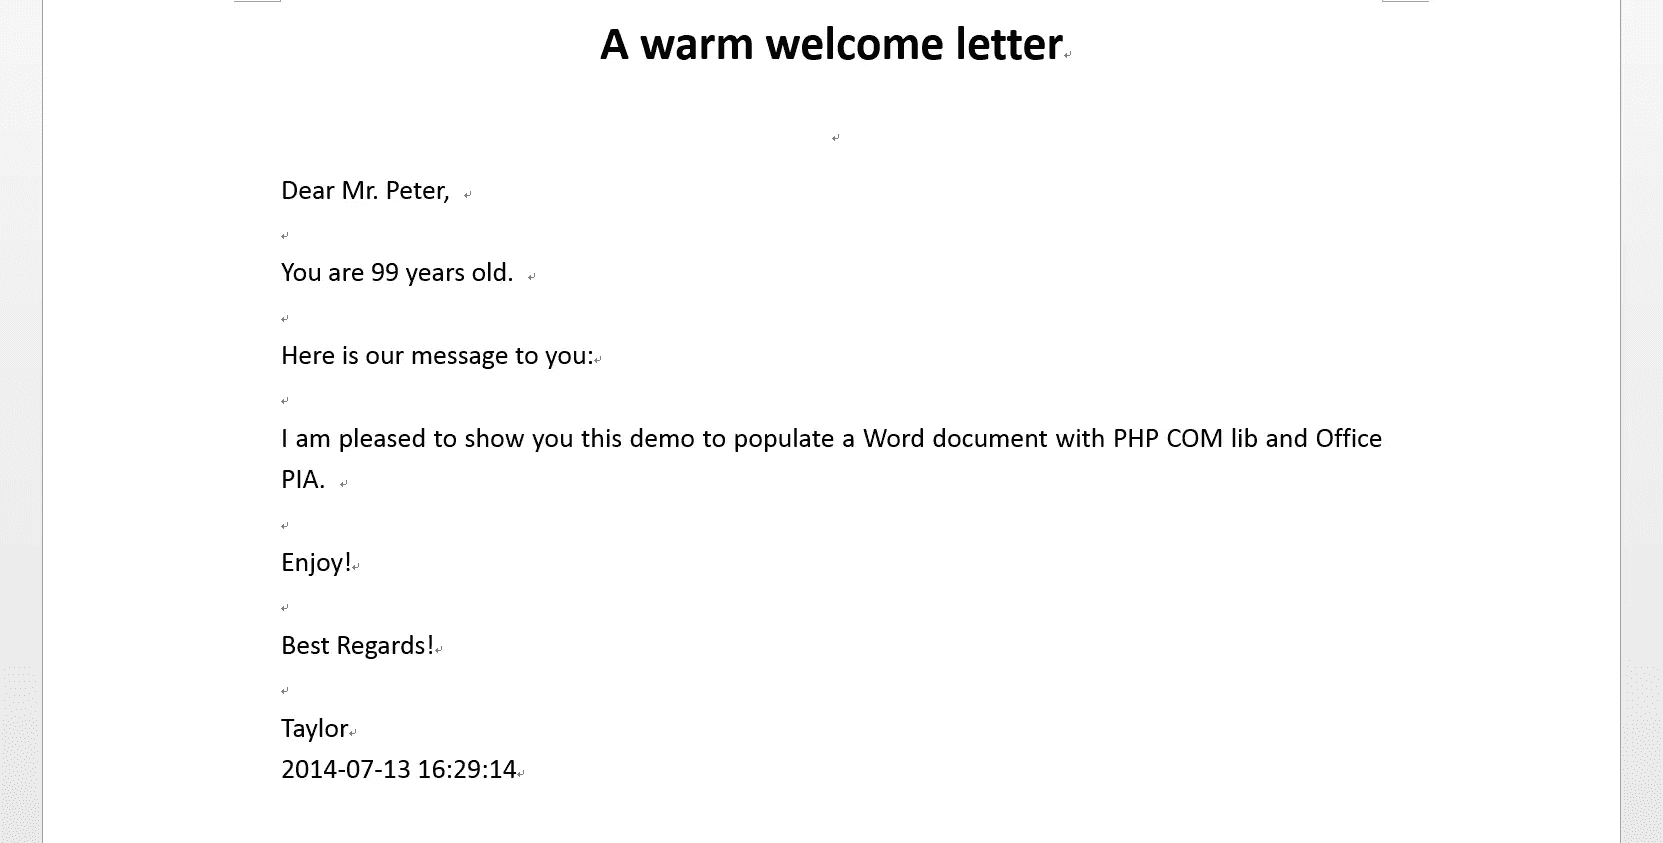 A warm welcome letter
Dear Mr. Peter,
You are 99 years old.
Here is our message to you:
I am pleased to show you this demo to populate a Word document with PHP COM lib and Office
PIA.
Enjoy!
Best Regards!
Taylor
2014-07-13 16:29:14